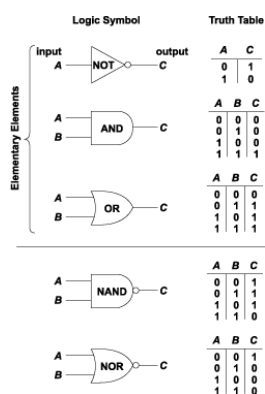 Logic Symbol Truth Table
input output
A NOT C
A C
0 1
1 0
Elementary Elements
A B AND C
A B C
0 0 0
0 1 0
1 0 0
1 1 1
A B OR C
A B C
0 0 0
0 1 1
1 0 1
1 1 1
A B NAND C
A B C
0 0 1
0 1 1
1 0 1
1 1 0
A B NOR C
A B C
0 0 1
0 1 0
1 0 0
1 1 0